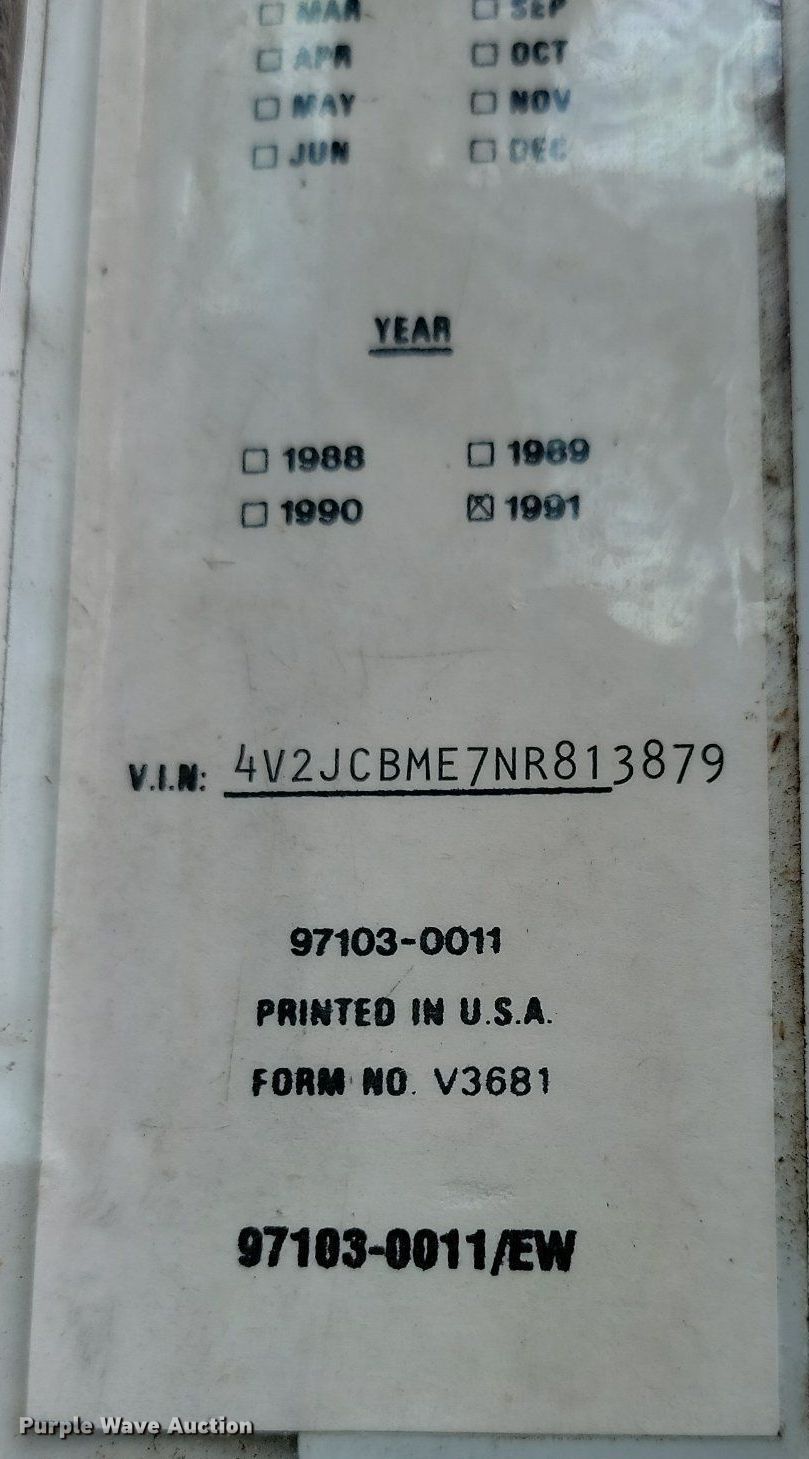 ☐ MAR ☐ SEP
☐ APR ☐ OCT
☐ MAY ☐ NOV
☐ JUN ☐ DEC
YEAR
☐ 1988 ☐ 1989
☐ 1990 ☒ 1991
V.I.N: 4V2JCBME7NR813879
97103-0011
PRINTED IN U.S.A.
FORM NO. V3681
97103-0011/EW
Purple Wave Auction